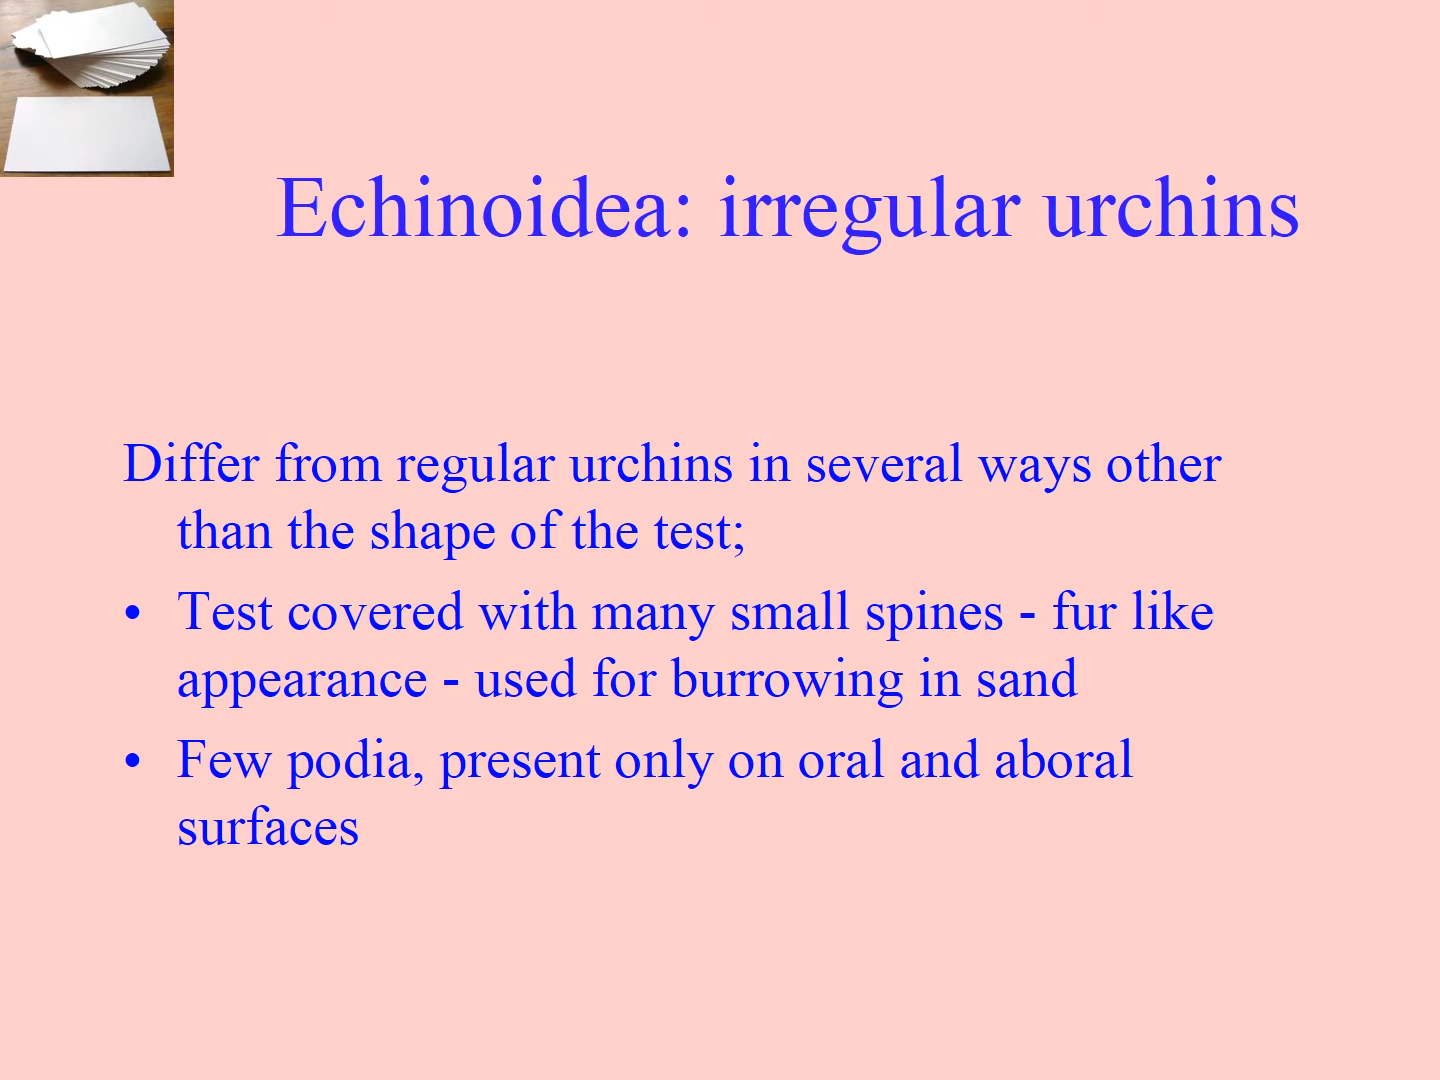 Echinoidea: irregular urchins
Differ from regular urchins in several ways other
than the shape of the test;
• Test covered with many small spines - fur like
appearance - used for burrowing in sand
• Few podia, present only on oral and aboral
surfaces